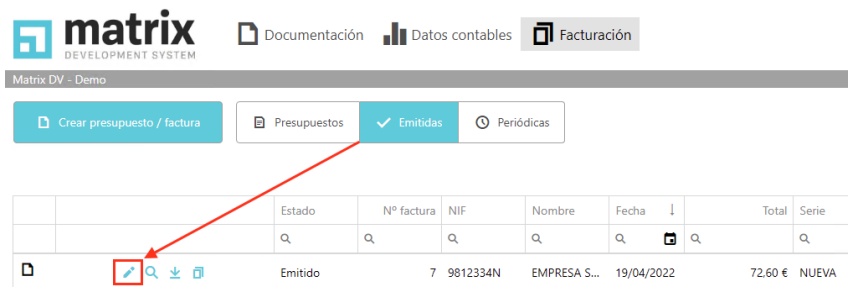 matrix
DEVELOPMENT SYSTEM
Documentación Datos contables Facturación
Matrix DV - Demo
Crear presupuesto / factura Presupuestos Emitidas Periódicas
Estado Nº factura NIF Nombre Fecha ↓ Total Serie
Emitido 7 9812334N EMPRESA S... 19/04/2022 72,60 € NUEVA